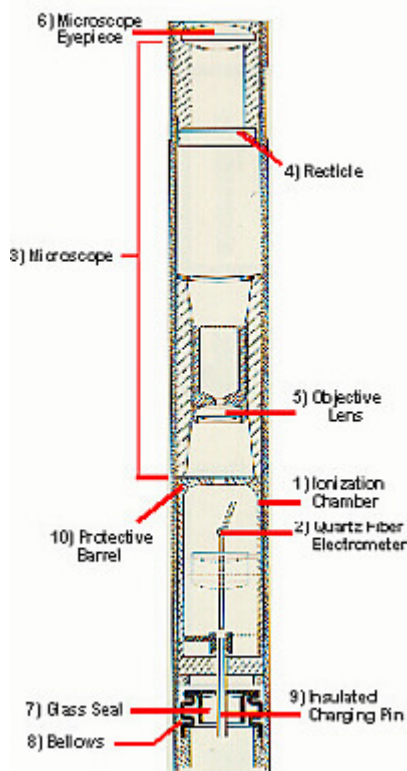 6) Microscope
Eyepiece
4) Recticle
3) Microscope
5) Objective
Lens
1) Ionization
Chamber
10) Protective
Barrel
2) Quartz Fiber
Electrometer
7) Glass Seal
8) Bellows
9) Insulated
Charging Pin